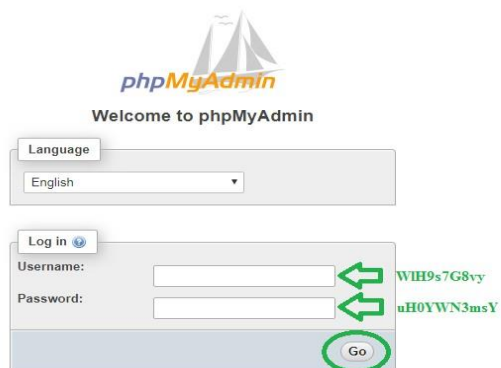 phpMyAdmin
Welcome to phpMyAdmin
Language
English
Log in
Username:
WlH9s7G8vy
Password:
uH0YWN3msY
Go